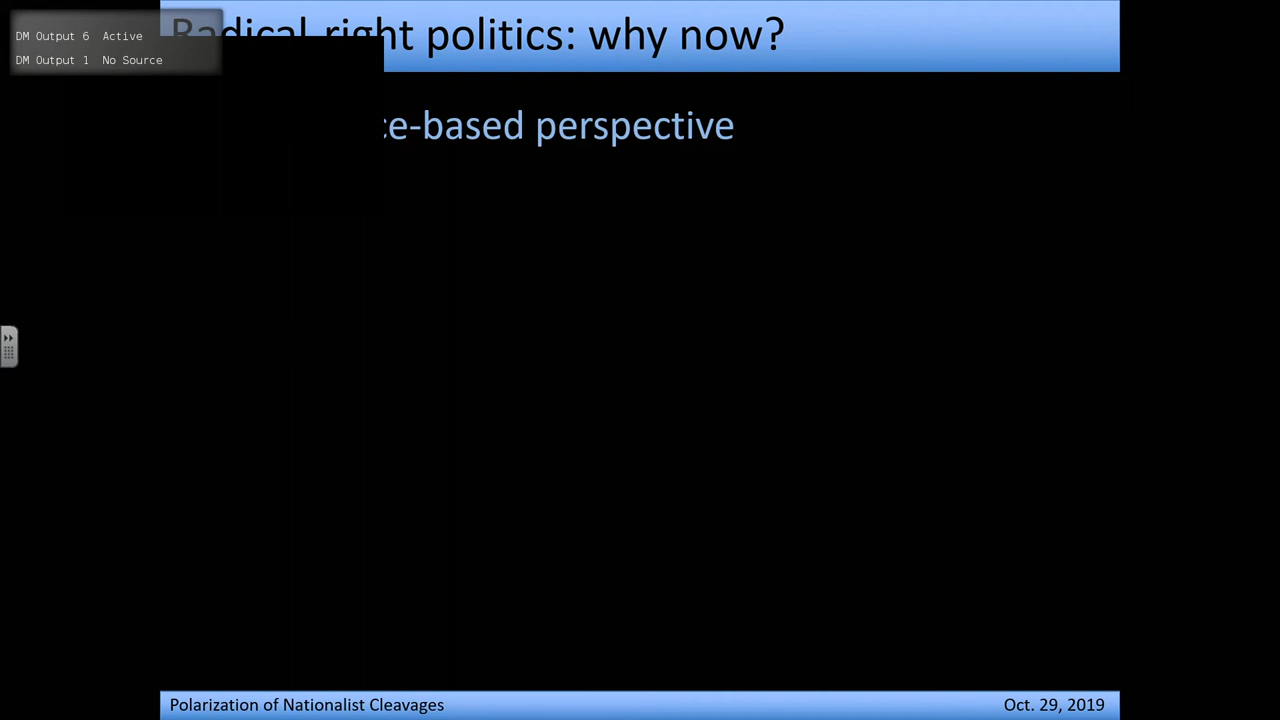 DM Output 6 Active
DM Output 1 No Source
Radical right politics: why now?
ce-based perspective
Polarization of Nationalist Cleavages
Oct. 29, 2019